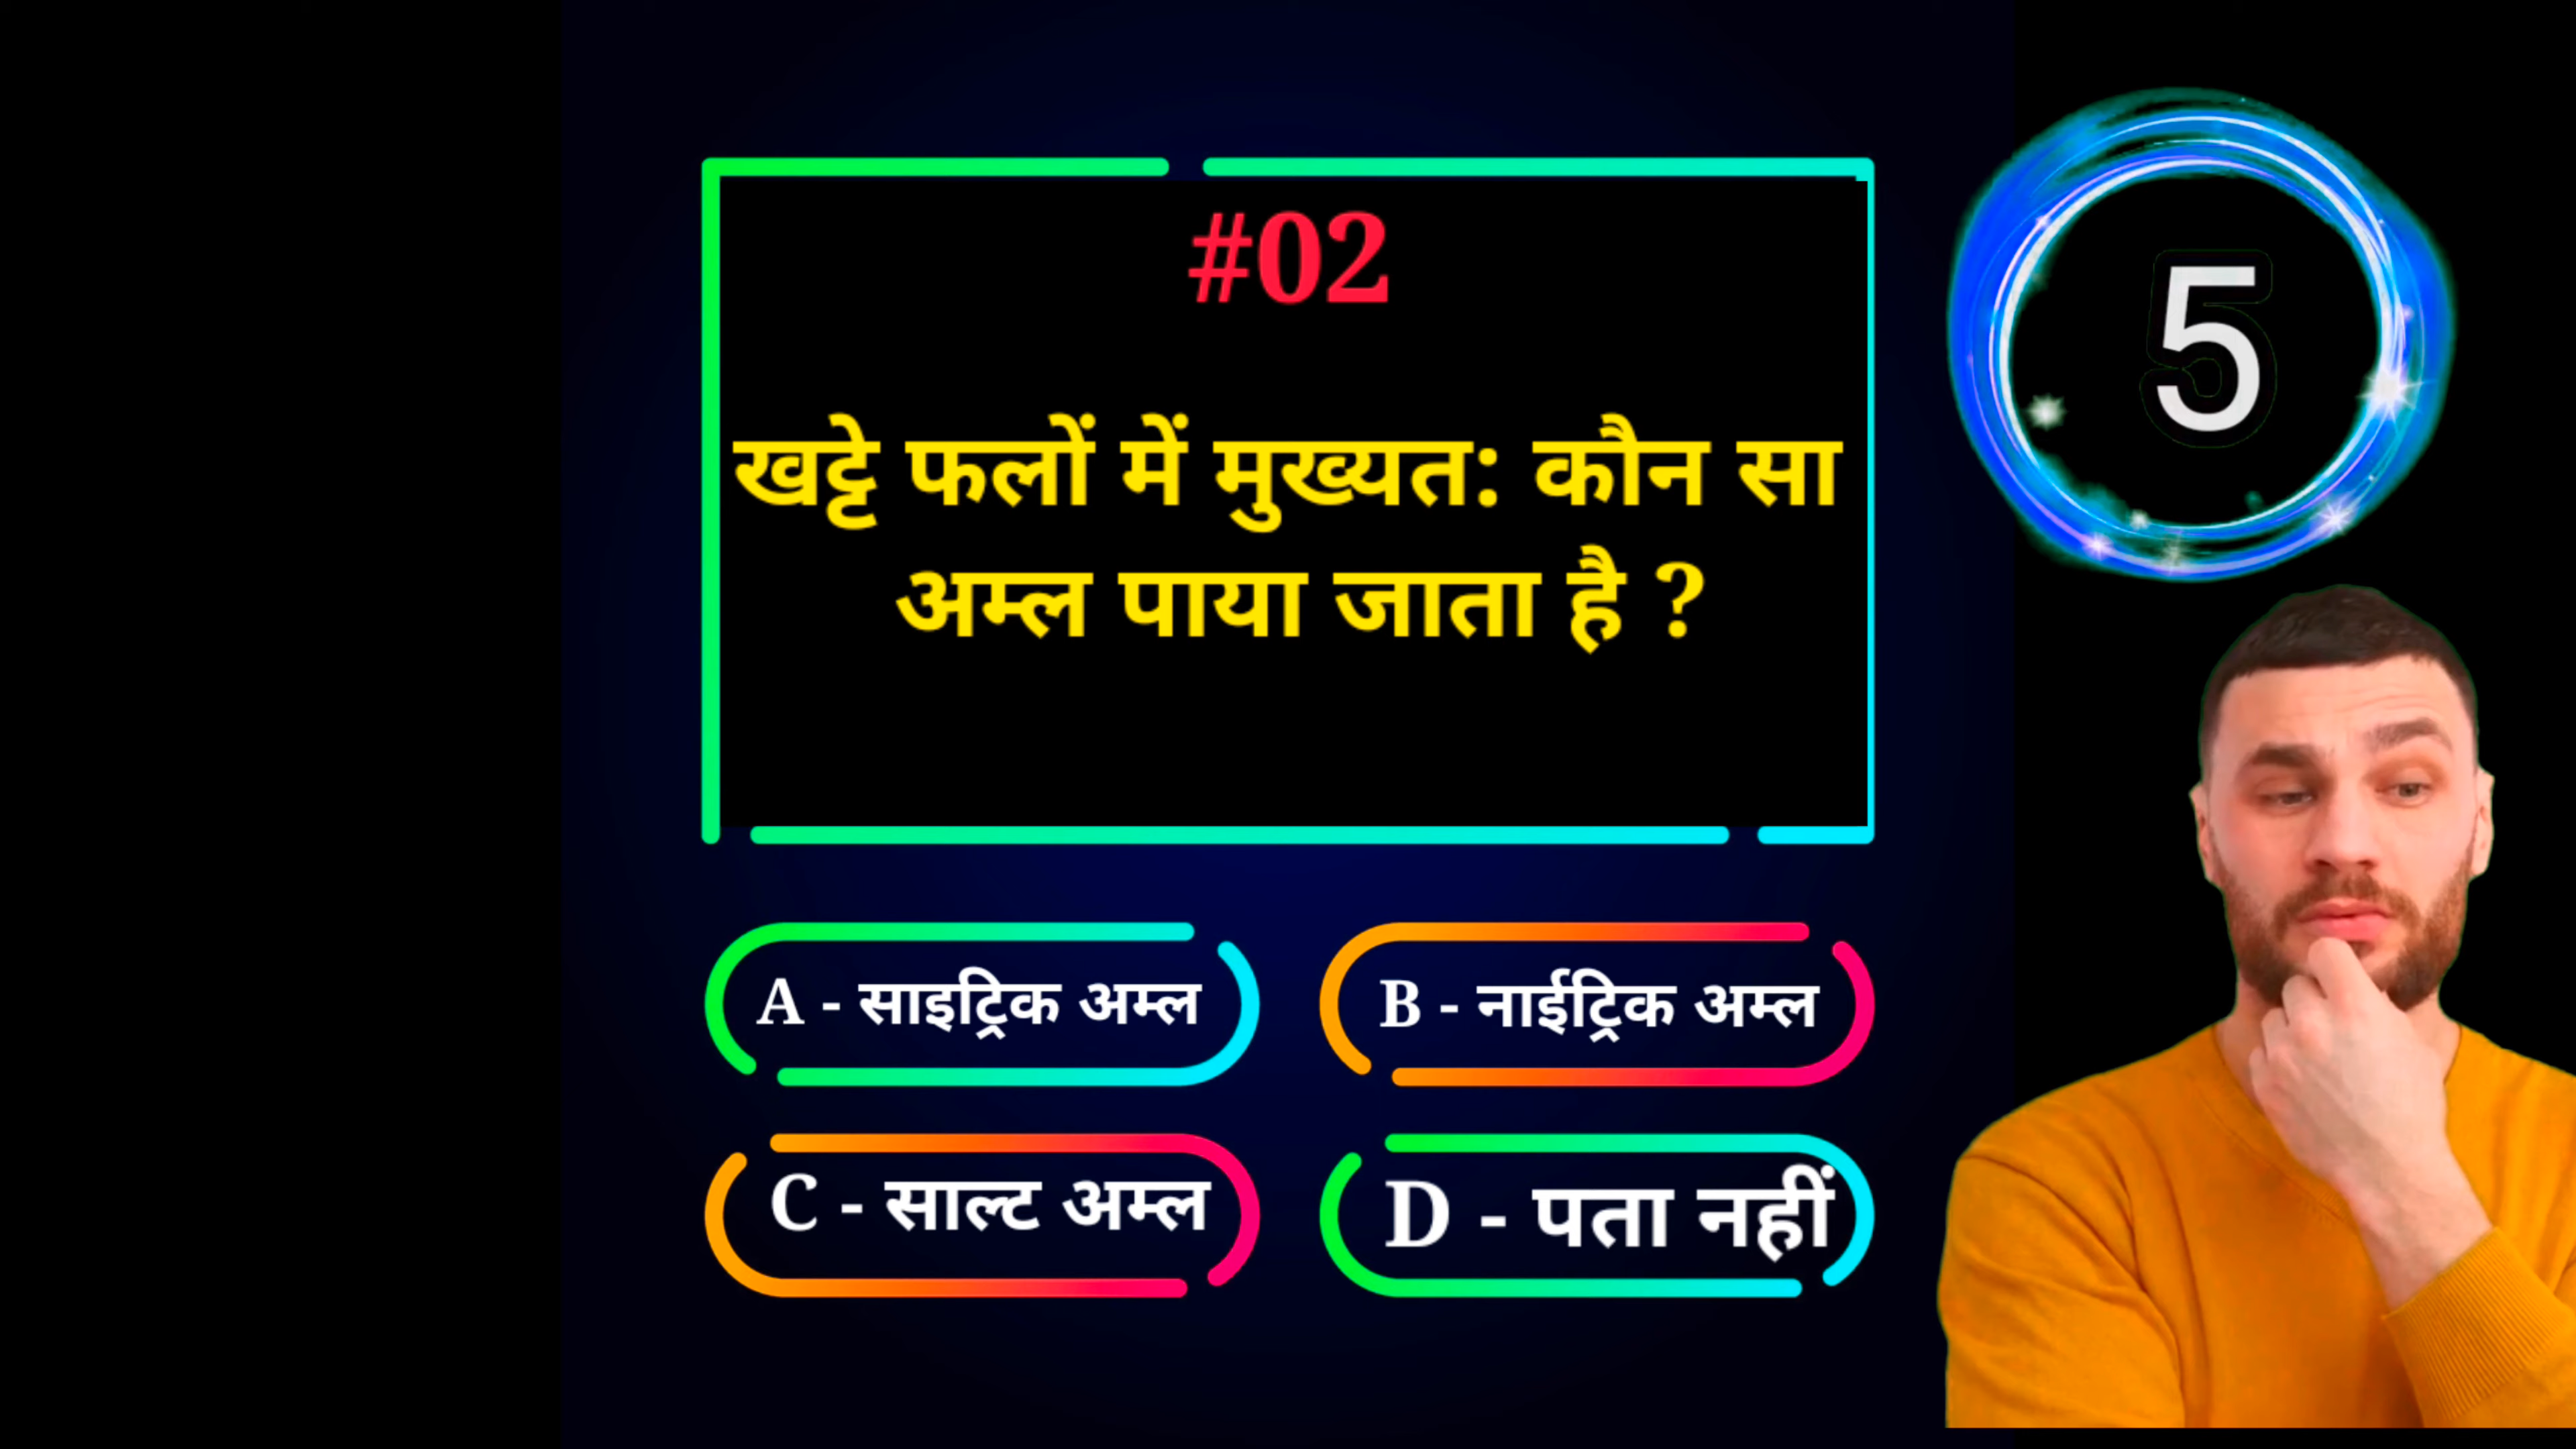 #02
खट्टे फलों में मुख्यत: कौन सा
अम्ल पाया जाता है ?
5
A - साइट्रिक अम्ल
B - नाईट्रिक अम्ल
C - साल्ट अम्ल
D - पता नहीं